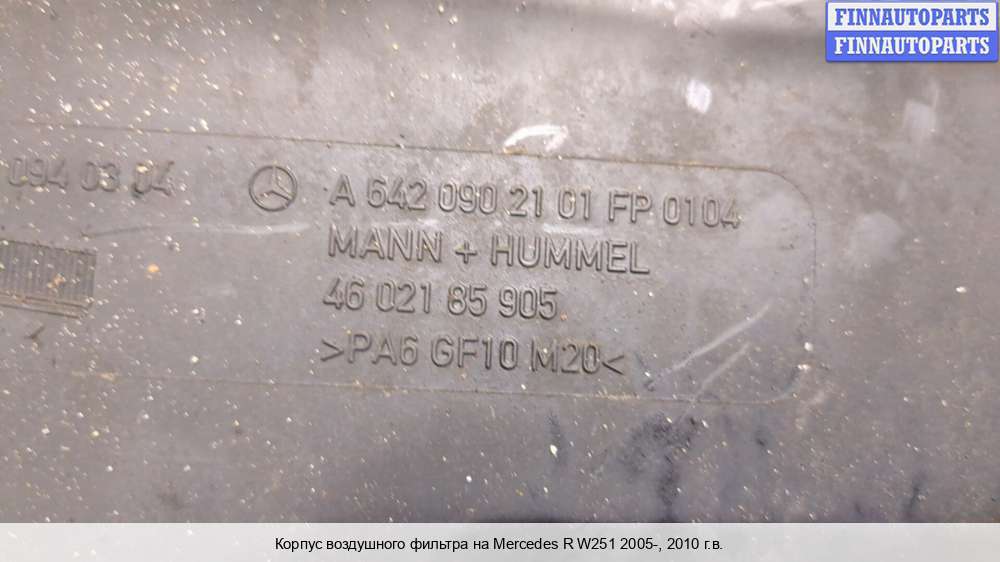 FINNAUTOPARTS
FINNAUTOPARTS
094 03 04
A 642 090 21 01 FP 0104
MANN + HUMMEL
46 021 85 905
>PA6 GF10 M20<
Корпус воздушного фильтра на Mercedes R W251 2005-, 2010 г.в.